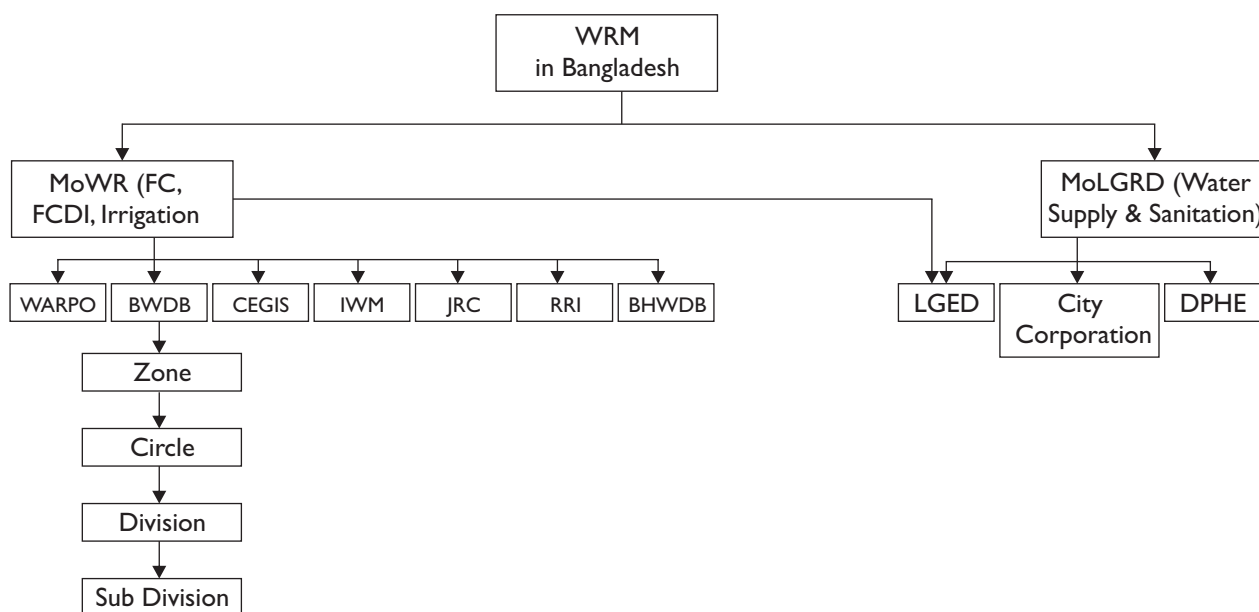 WRM
in Bangladesh
MoWR (FC,
FCDI, Irrigation
MoLGRD (Water
Supply & Sanitation)
WARPO
BWDB
CEGIS
IWM
JRC
RRI
BHWDB
LGED
City
Corporation
DPHE
Zone
Circle
Division
Sub Division